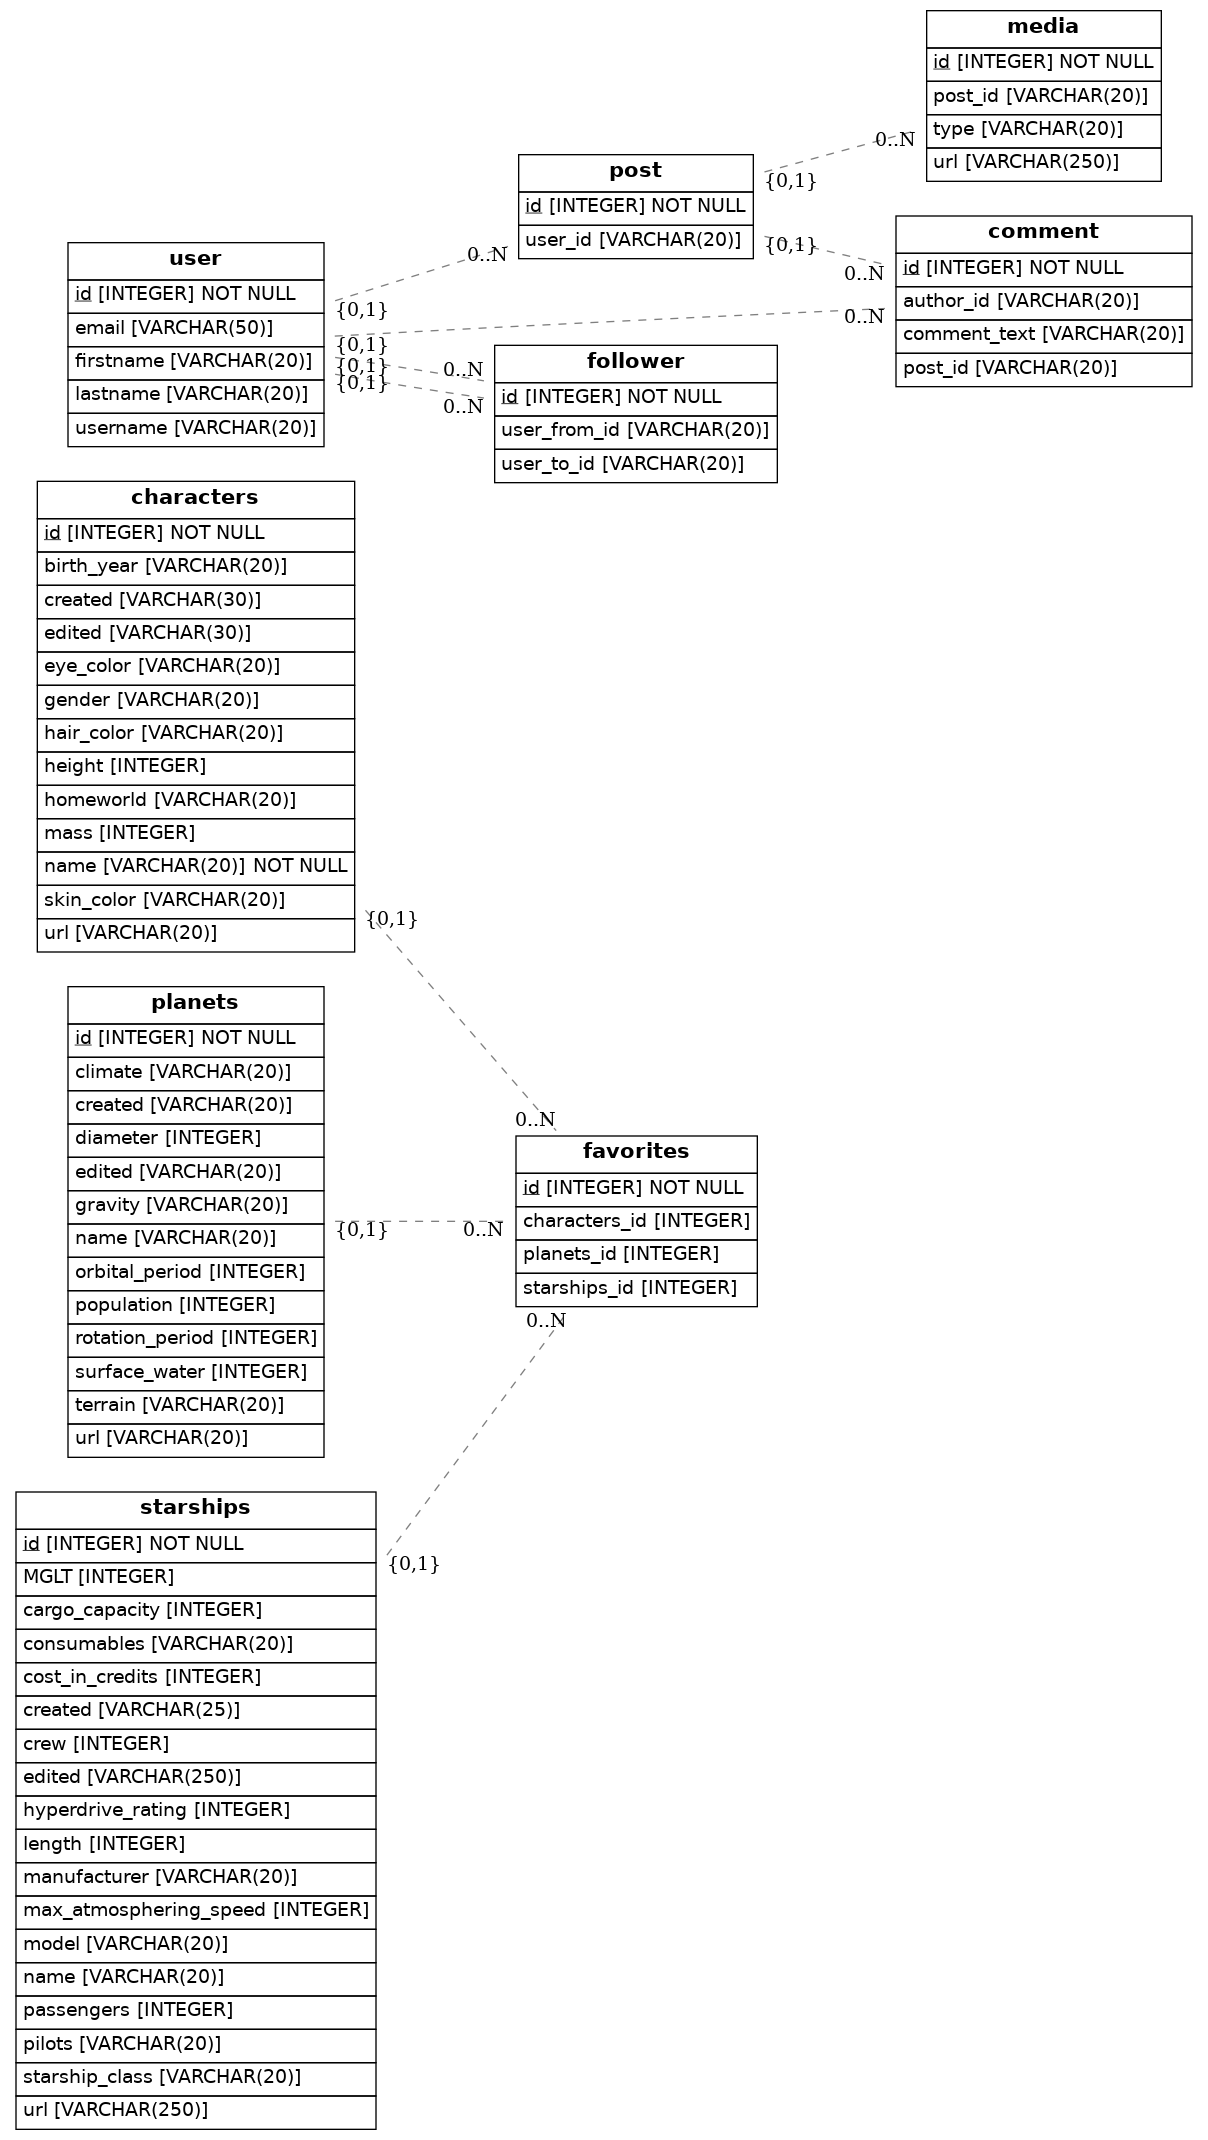 media
id [INTEGER] NOT NULL
post_id [VARCHAR(20)]
type [VARCHAR(20)]
url [VARCHAR(250)]
0..N
{0,1}
post
id [INTEGER] NOT NULL
user_id [VARCHAR(20)]
{0,1}
0..N
comment
id [INTEGER] NOT NULL
author_id [VARCHAR(20)]
comment_text [VARCHAR(20)]
post_id [VARCHAR(20)]
0..N
user
id [INTEGER] NOT NULL
email [VARCHAR(50)]
firstname [VARCHAR(20)]
lastname [VARCHAR(20)]
username [VARCHAR(20)]
0..N
{0,1}
{0,1}
{0,1}
{0,1}
0..N
0..N
follower
id [INTEGER] NOT NULL
user_from_id [VARCHAR(20)]
user_to_id [VARCHAR(20)]
characters
id [INTEGER] NOT NULL
birth_year [VARCHAR(20)]
created [VARCHAR(30)]
edited [VARCHAR(30)]
eye_color [VARCHAR(20)]
gender [VARCHAR(20)]
hair_color [VARCHAR(20)]
height [INTEGER]
homeworld [VARCHAR(20)]
mass [INTEGER]
name [VARCHAR(20)] NOT NULL
skin_color [VARCHAR(20)]
url [VARCHAR(20)]
{0,1}
0..N
planets
id [INTEGER] NOT NULL
climate [VARCHAR(20)]
created [VARCHAR(20)]
diameter [INTEGER]
edited [VARCHAR(20)]
gravity [VARCHAR(20)]
name [VARCHAR(20)]
orbital_period [INTEGER]
population [INTEGER]
rotation_period [INTEGER]
surface_water [INTEGER]
terrain [VARCHAR(20)]
url [VARCHAR(20)]
{0,1}
0..N
favorites
id [INTEGER] NOT NULL
characters_id [INTEGER]
planets_id [INTEGER]
starships_id [INTEGER]
0..N
{0,1}
starships
id [INTEGER] NOT NULL
MGLT [INTEGER]
cargo_capacity [INTEGER]
consumables [VARCHAR(20)]
cost_in_credits [INTEGER]
created [VARCHAR(25)]
crew [INTEGER]
edited [VARCHAR(250)]
hyperdrive_rating [INTEGER]
length [INTEGER]
manufacturer [VARCHAR(20)]
max_atmosphering_speed [INTEGER]
model [VARCHAR(20)]
name [VARCHAR(20)]
passengers [INTEGER]
pilots [VARCHAR(20)]
starship_class [VARCHAR(20)]
url [VARCHAR(250)]